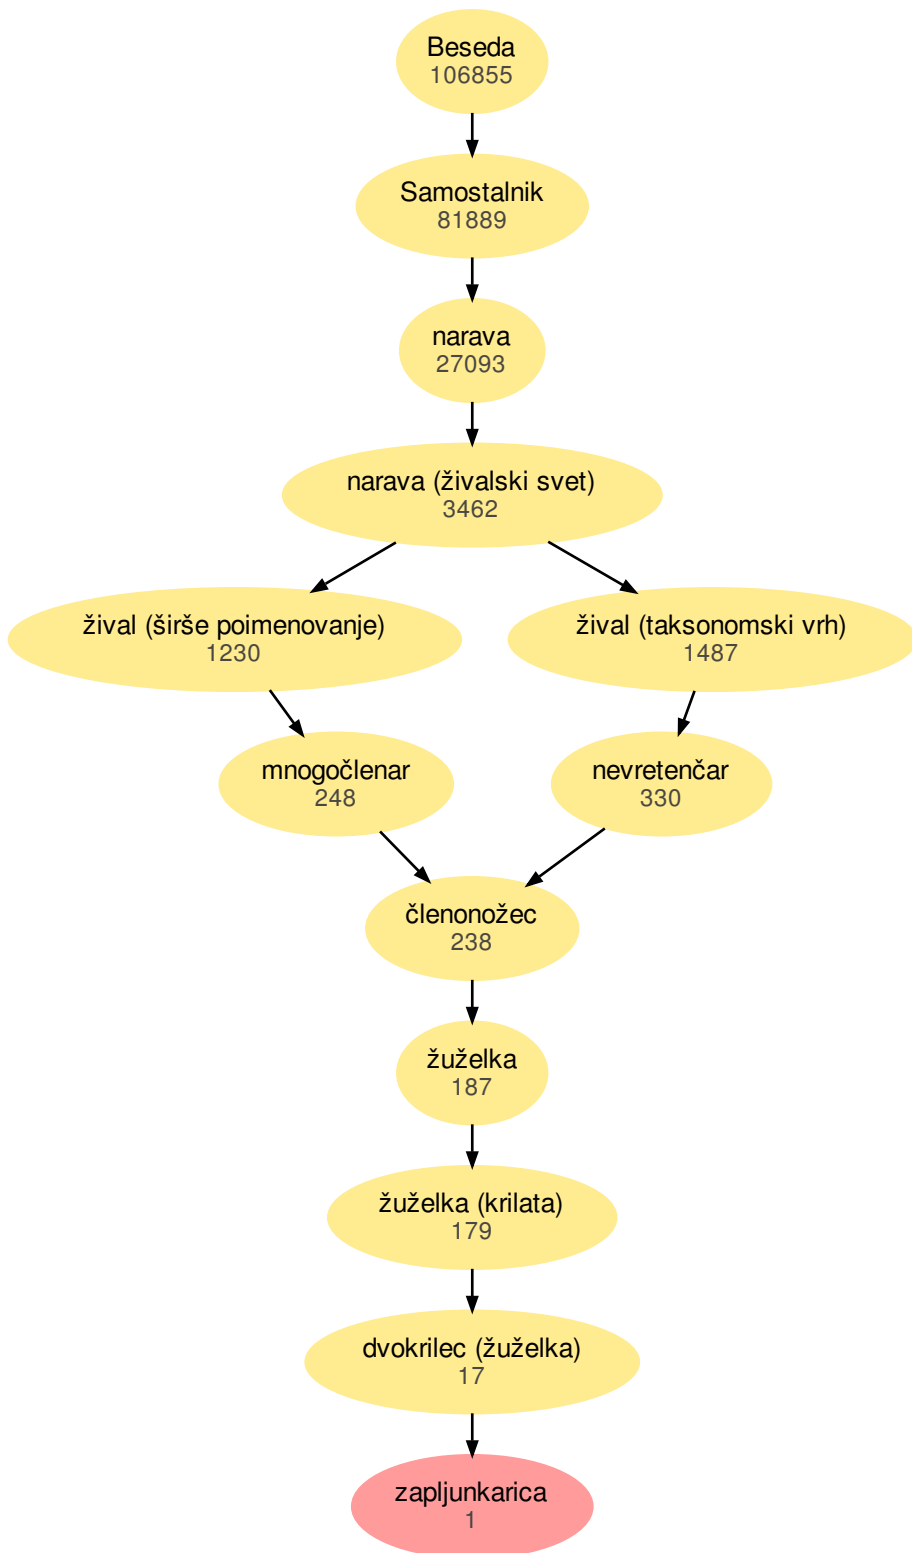 Beseda
106855
Samostalnik
81889
narava
27093
narava (živalski svet)
3462
žival (širše poimenovanje)
1230
žival (taksonomski vrh)
1487
mnogočlenar
248
nevretenčar
330
členonožec
238
žuželka
187
žuželka (krilata)
179
dvokrilec (žuželka)
17
zapljunkarica
1